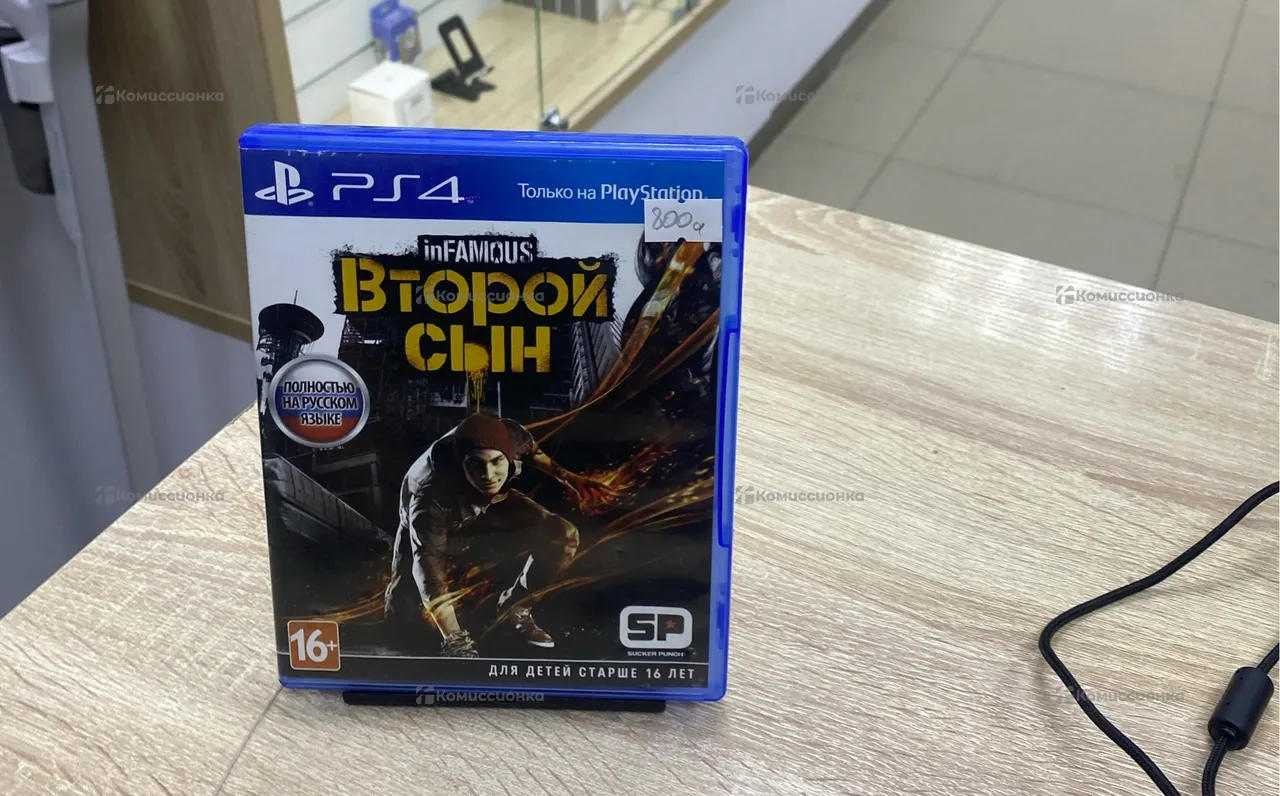 Комиссионка
Комиссионка
PS4
Только на PlayStation
800
inFAMOUS
Второй
сын
Комиссионка
Комиссионка
ПОЛНОСТЬЮ
НА РУССКОМ
ЯЗЫКЕ
Комиссионка
Комиссионка
SP
SUCKER PUNCH
16+
ДЛЯ ДЕТЕЙ СТАРШЕ 16 ЛЕТ
Комиссионка
Комиссионка